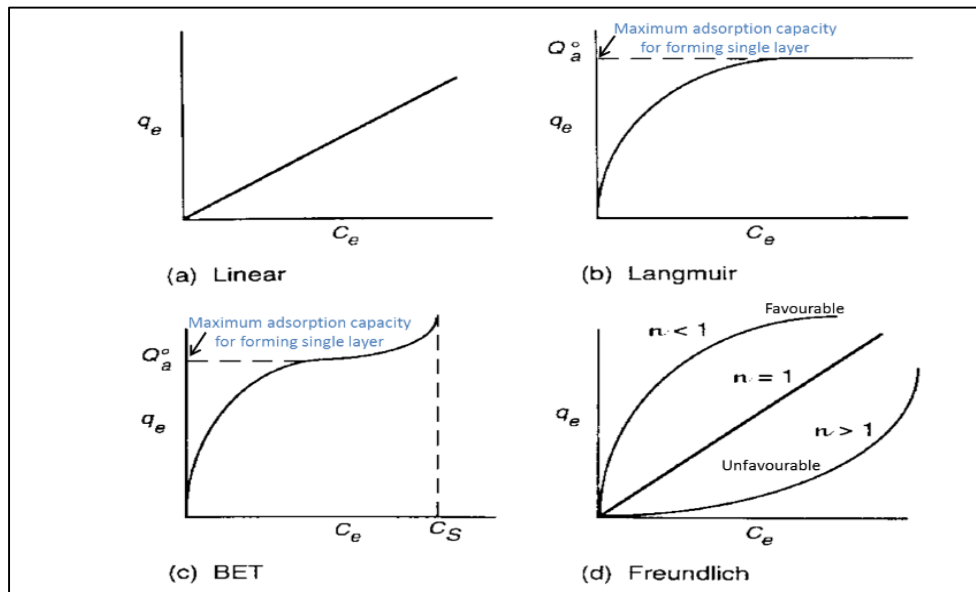 Maximum adsorption capacity
for forming single layer
Q°a
qe
qe
Ce
Ce
(a) Linear
(b) Langmuir
Maximum adsorption capacity
for forming single layer
Q°a
qe
Ce
CS
(c) BET
Favourable
n < 1
n = 1
qe
n > 1
Unfavourable
Ce
(d) Freundlich